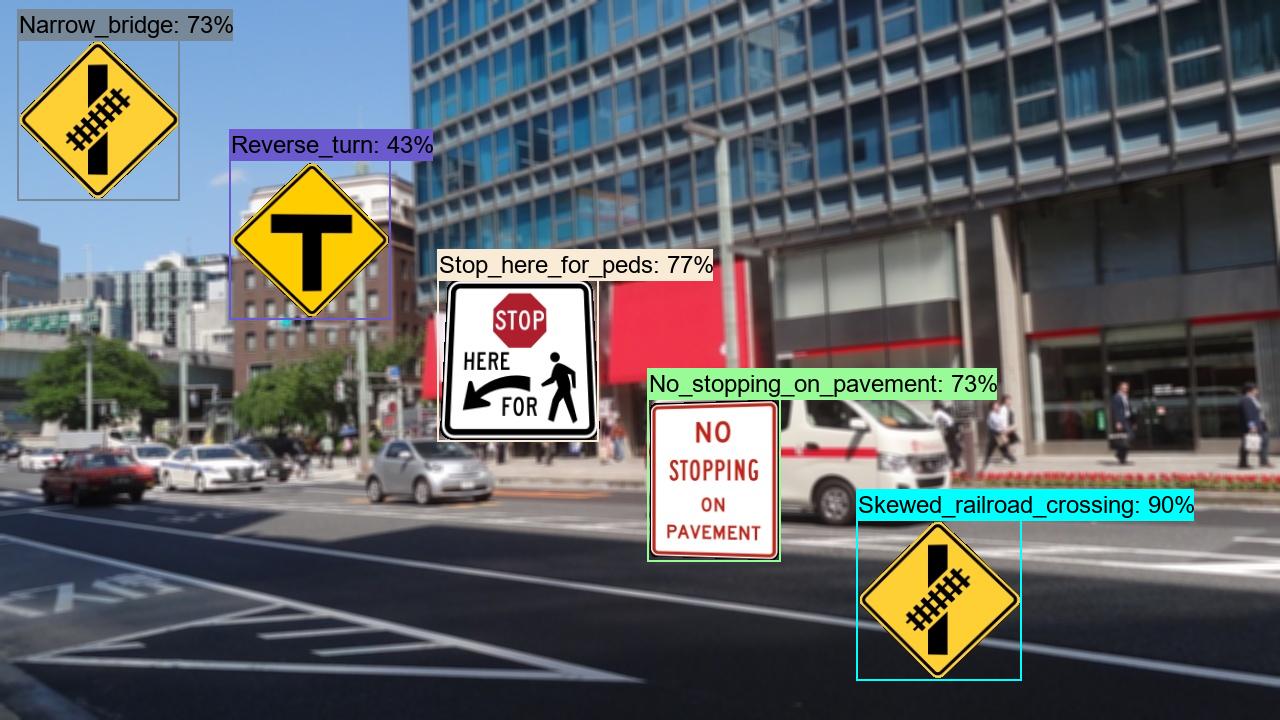 Narrow_bridge: 73%
Reverse_turn: 43%
T
Stop_here_for_peds: 77%
STOP
HERE
FOR
No_stopping_on_pavement: 73%
NO
STOPPING
ON
PAVEMENT
Skewed_railroad_crossing: 90%